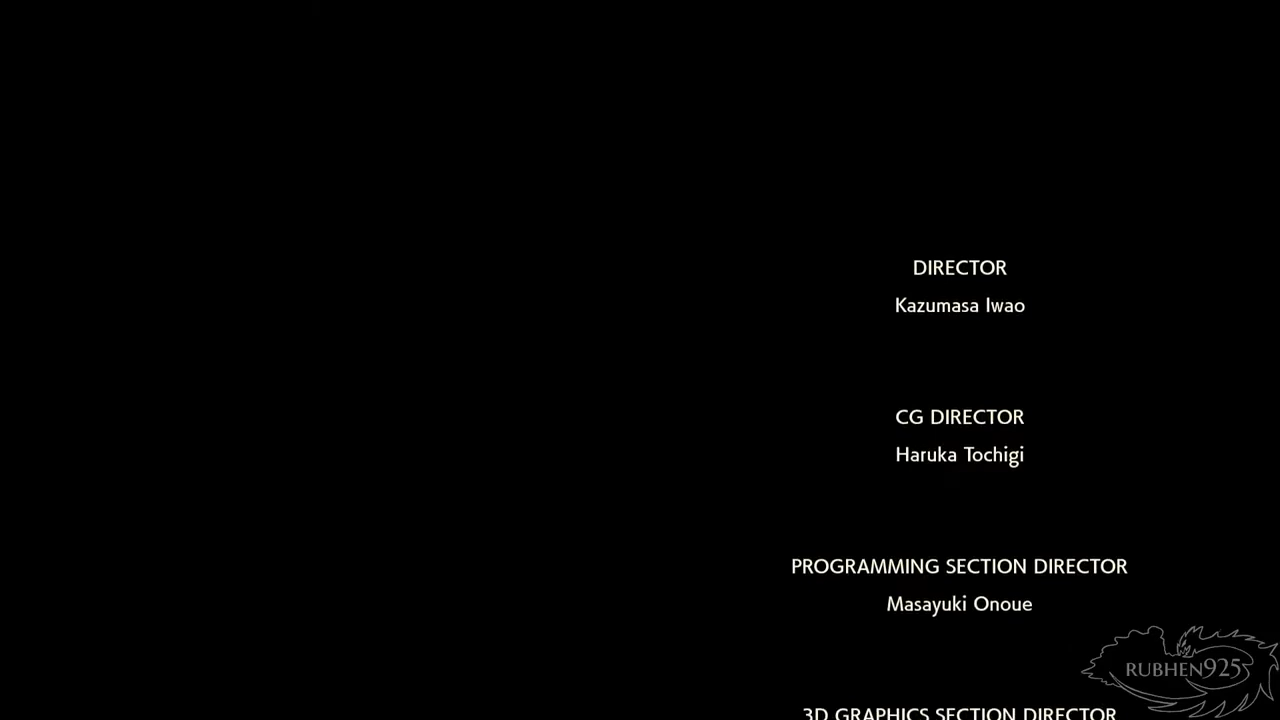 DIRECTOR
Kazumasa Iwao
CG DIRECTOR
Haruka Tochigi
PROGRAMMING SECTION DIRECTOR
Masayuki Onoue
3D GRAPHICS SECTION DIRECTOR
RUBHEN925